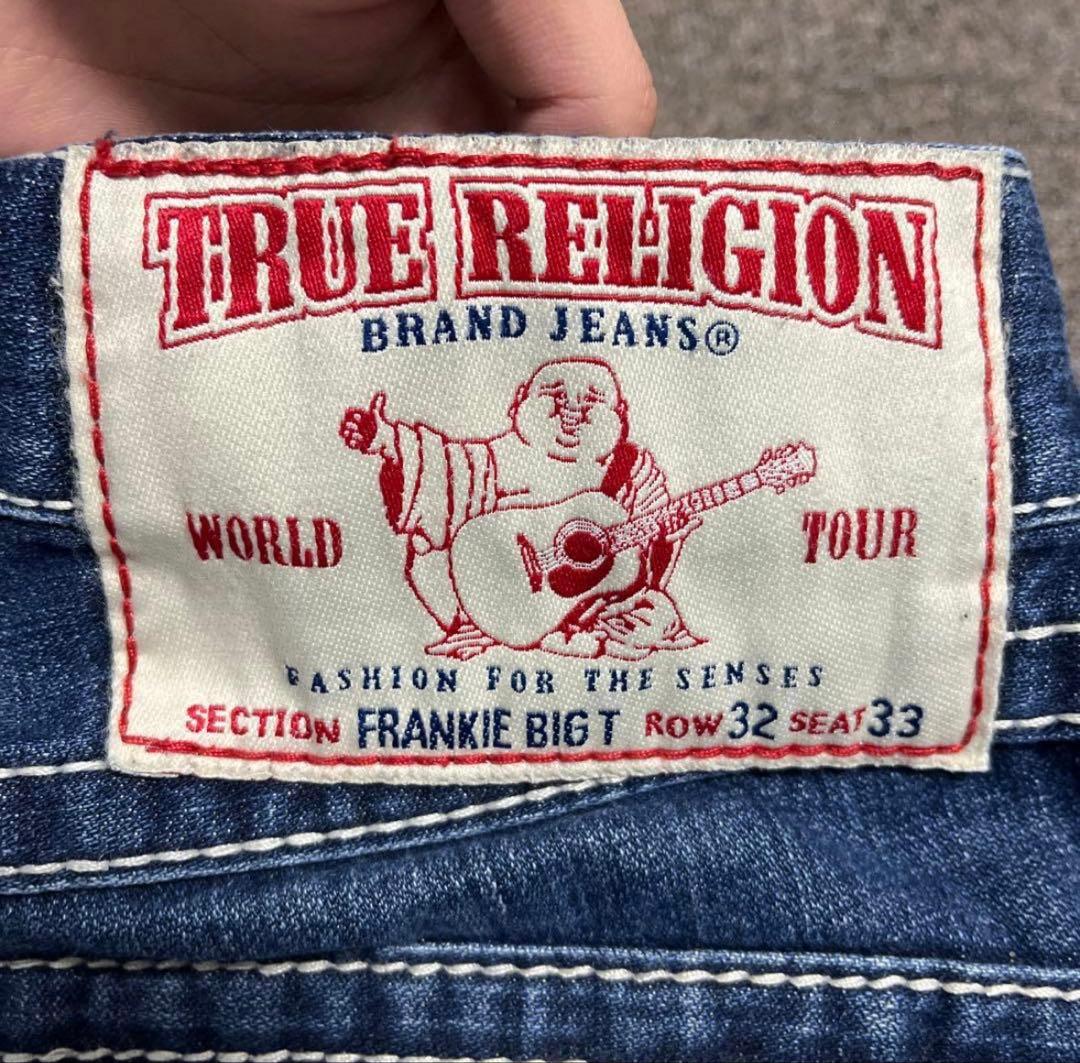 TRUE RELIGION
BRAND JEANS®
WORLD TOUR
FASHION FOR THE SENSES
SECTION FRANKIE BIG T ROW 32 SEAT 33